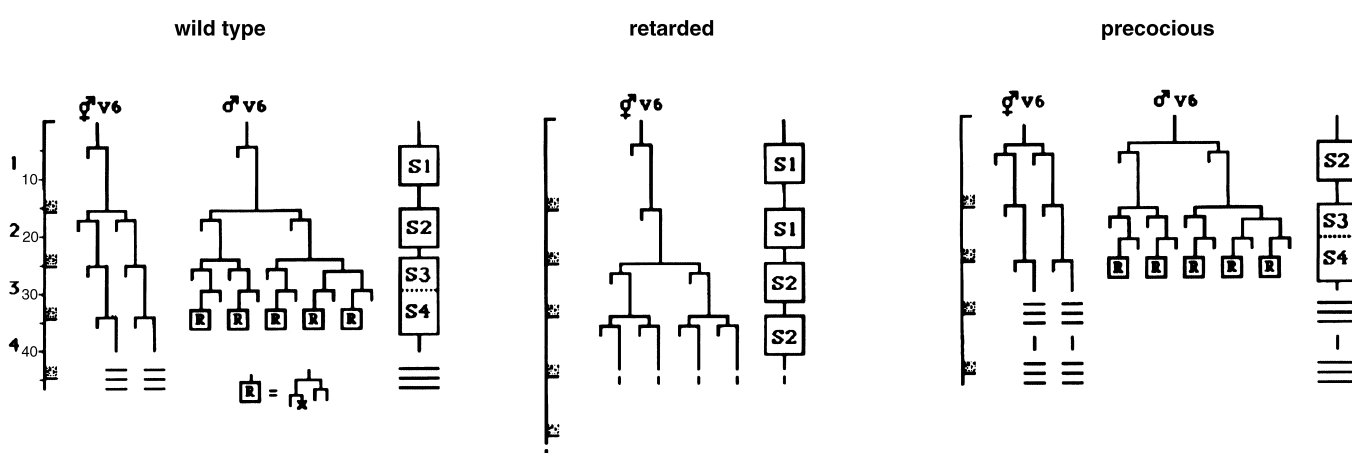 wild type
retarded
precocious
⚥ V6
♂ V6
⚥ V6
⚥ V6
♂ V6
1
10
2
20
3
30
4
40
S1
S2
S3
S4
R R R R R
R =
x
S1
S1
S2
S2
R R R R R
S2
S3
S4